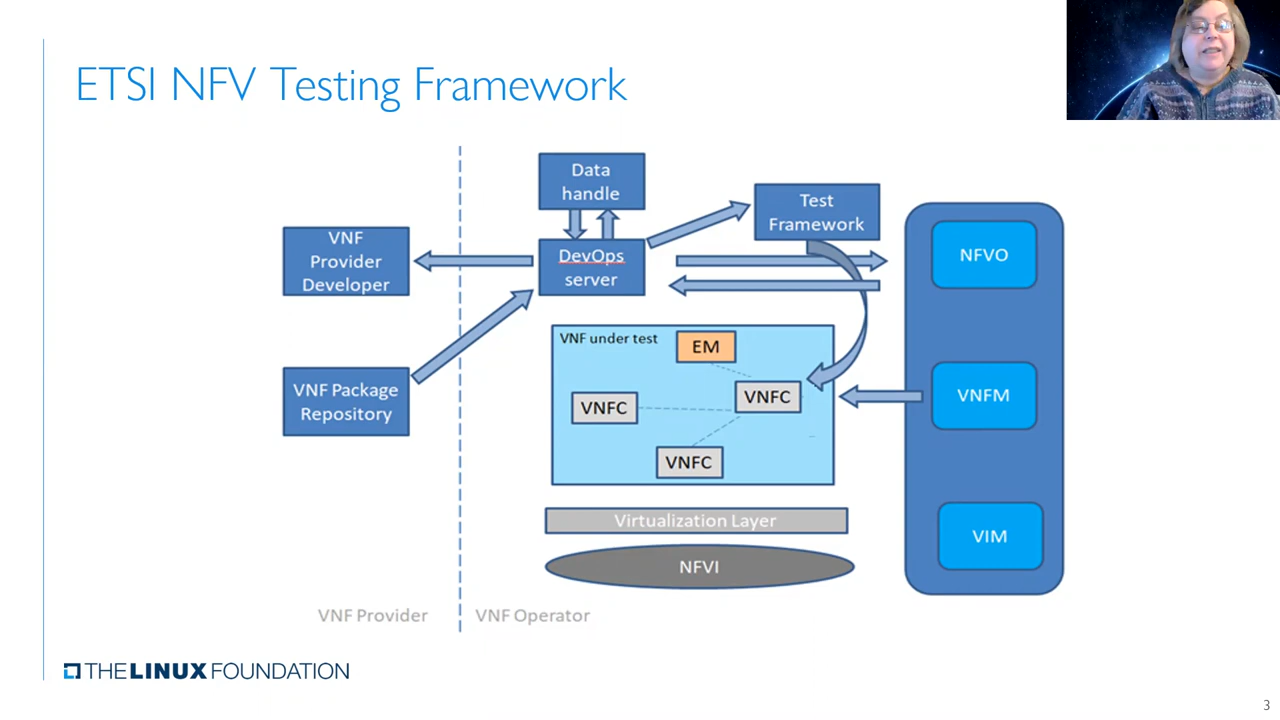 ETSI NFV Testing Framework
Data
handle
Test
Framework
VNF
Provider
Developer
DevOps
server
NFVO
VNF under test
EM
VNF Package
Repository
VNFC
VNFC
VNFM
VNFC
Virtualization Layer
VIM
NFVI
VNF Provider
VNF Operator
THE LINUX FOUNDATION
3